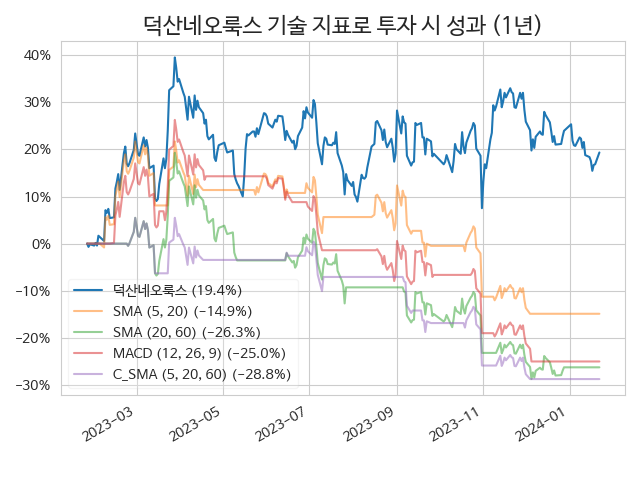 덕산네오룩스 기술 지표로 투자 시 성과 (1년)
40%
30%
20%
10%
0%
−10%
−20%
−30%
덕산네오룩스 (19.4%)
SMA (5, 20) (−14.9%)
SMA (20, 60) (−26.3%)
MACD (12, 26, 9) (−25.0%)
C_SMA (5, 20, 60) (−28.8%)
2023-03
2023-05
2023-07
2023-09
2023-11
2024-01